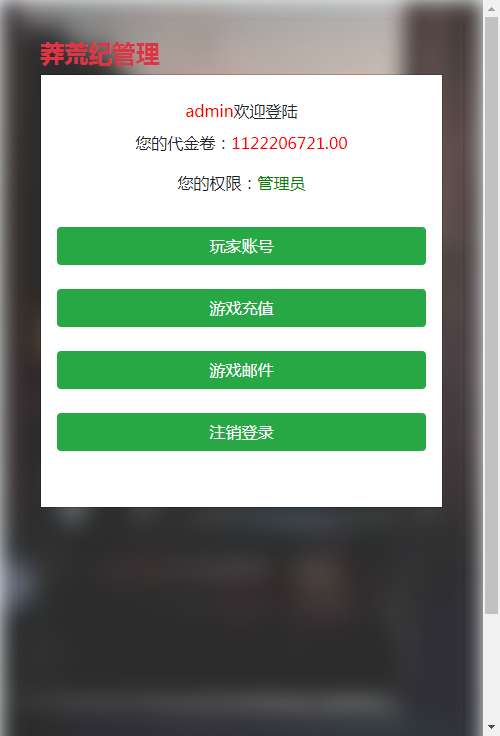 莽荒纪管理
admin欢迎登陆
您的代金卷：1122206721.00
您的权限：管理员
玩家账号
游戏充值
游戏邮件
注销登录